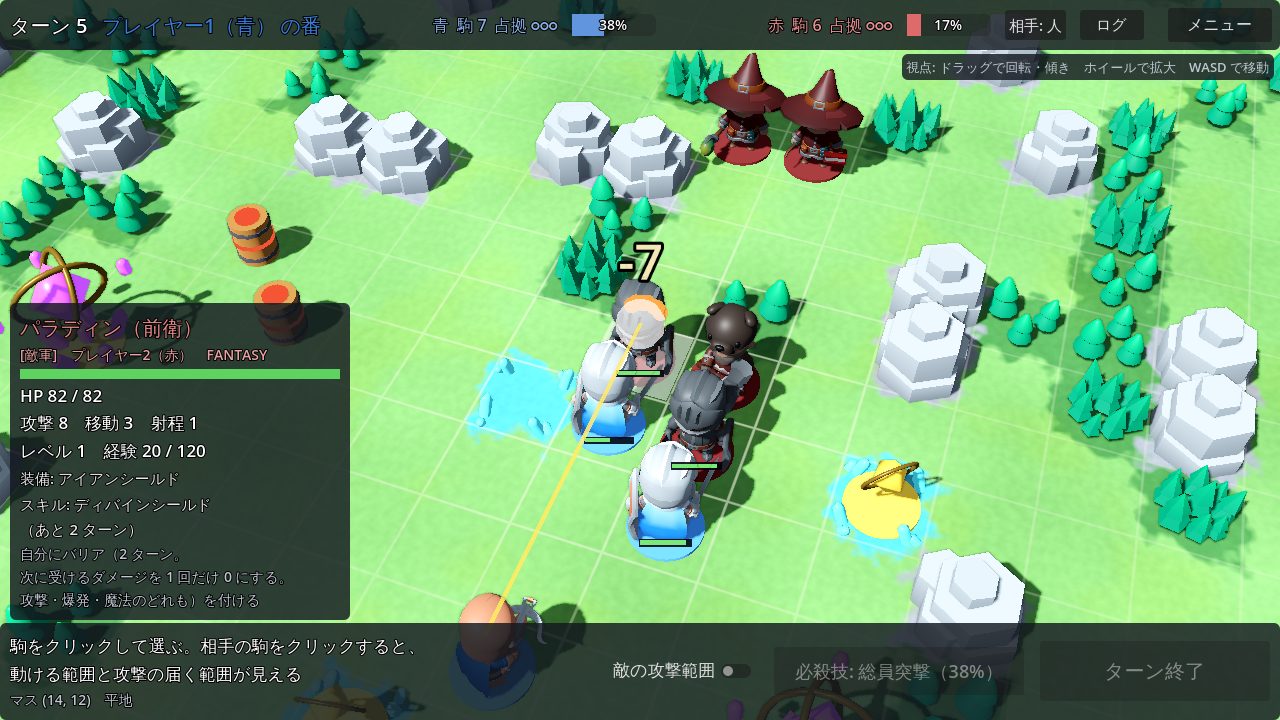 ターン 5 プレイヤー1（青）の番 青 駒 7 占拠 ooo 38% 赤 駒 6 占拠 ooo 17% 相手: 人 ログ メニュー
視点: ドラッグで回転・傾き ホイールで拡大 WASD で移動
-7
パラディン（前衛）
[敵軍] プレイヤー2（赤） FANTASY
HP 82 / 82
攻撃 8 移動 3 射程 1
レベル 1 経験 20 / 120
装備: アイアンシールド
スキル: ディバインシールド
（あと 2 ターン）
自分にバリア（2 ターン。
次に受けるダメージを 1 回だけ 0 にする。
攻撃・爆発・魔法のどれも）を付ける
駒をクリックして選ぶ。相手の駒をクリックすると、
動ける範囲と攻撃の届く範囲が見える
マス (14, 12) 平地
敵の攻撃範囲
必殺技: 総員突撃（38%）
ターン終了